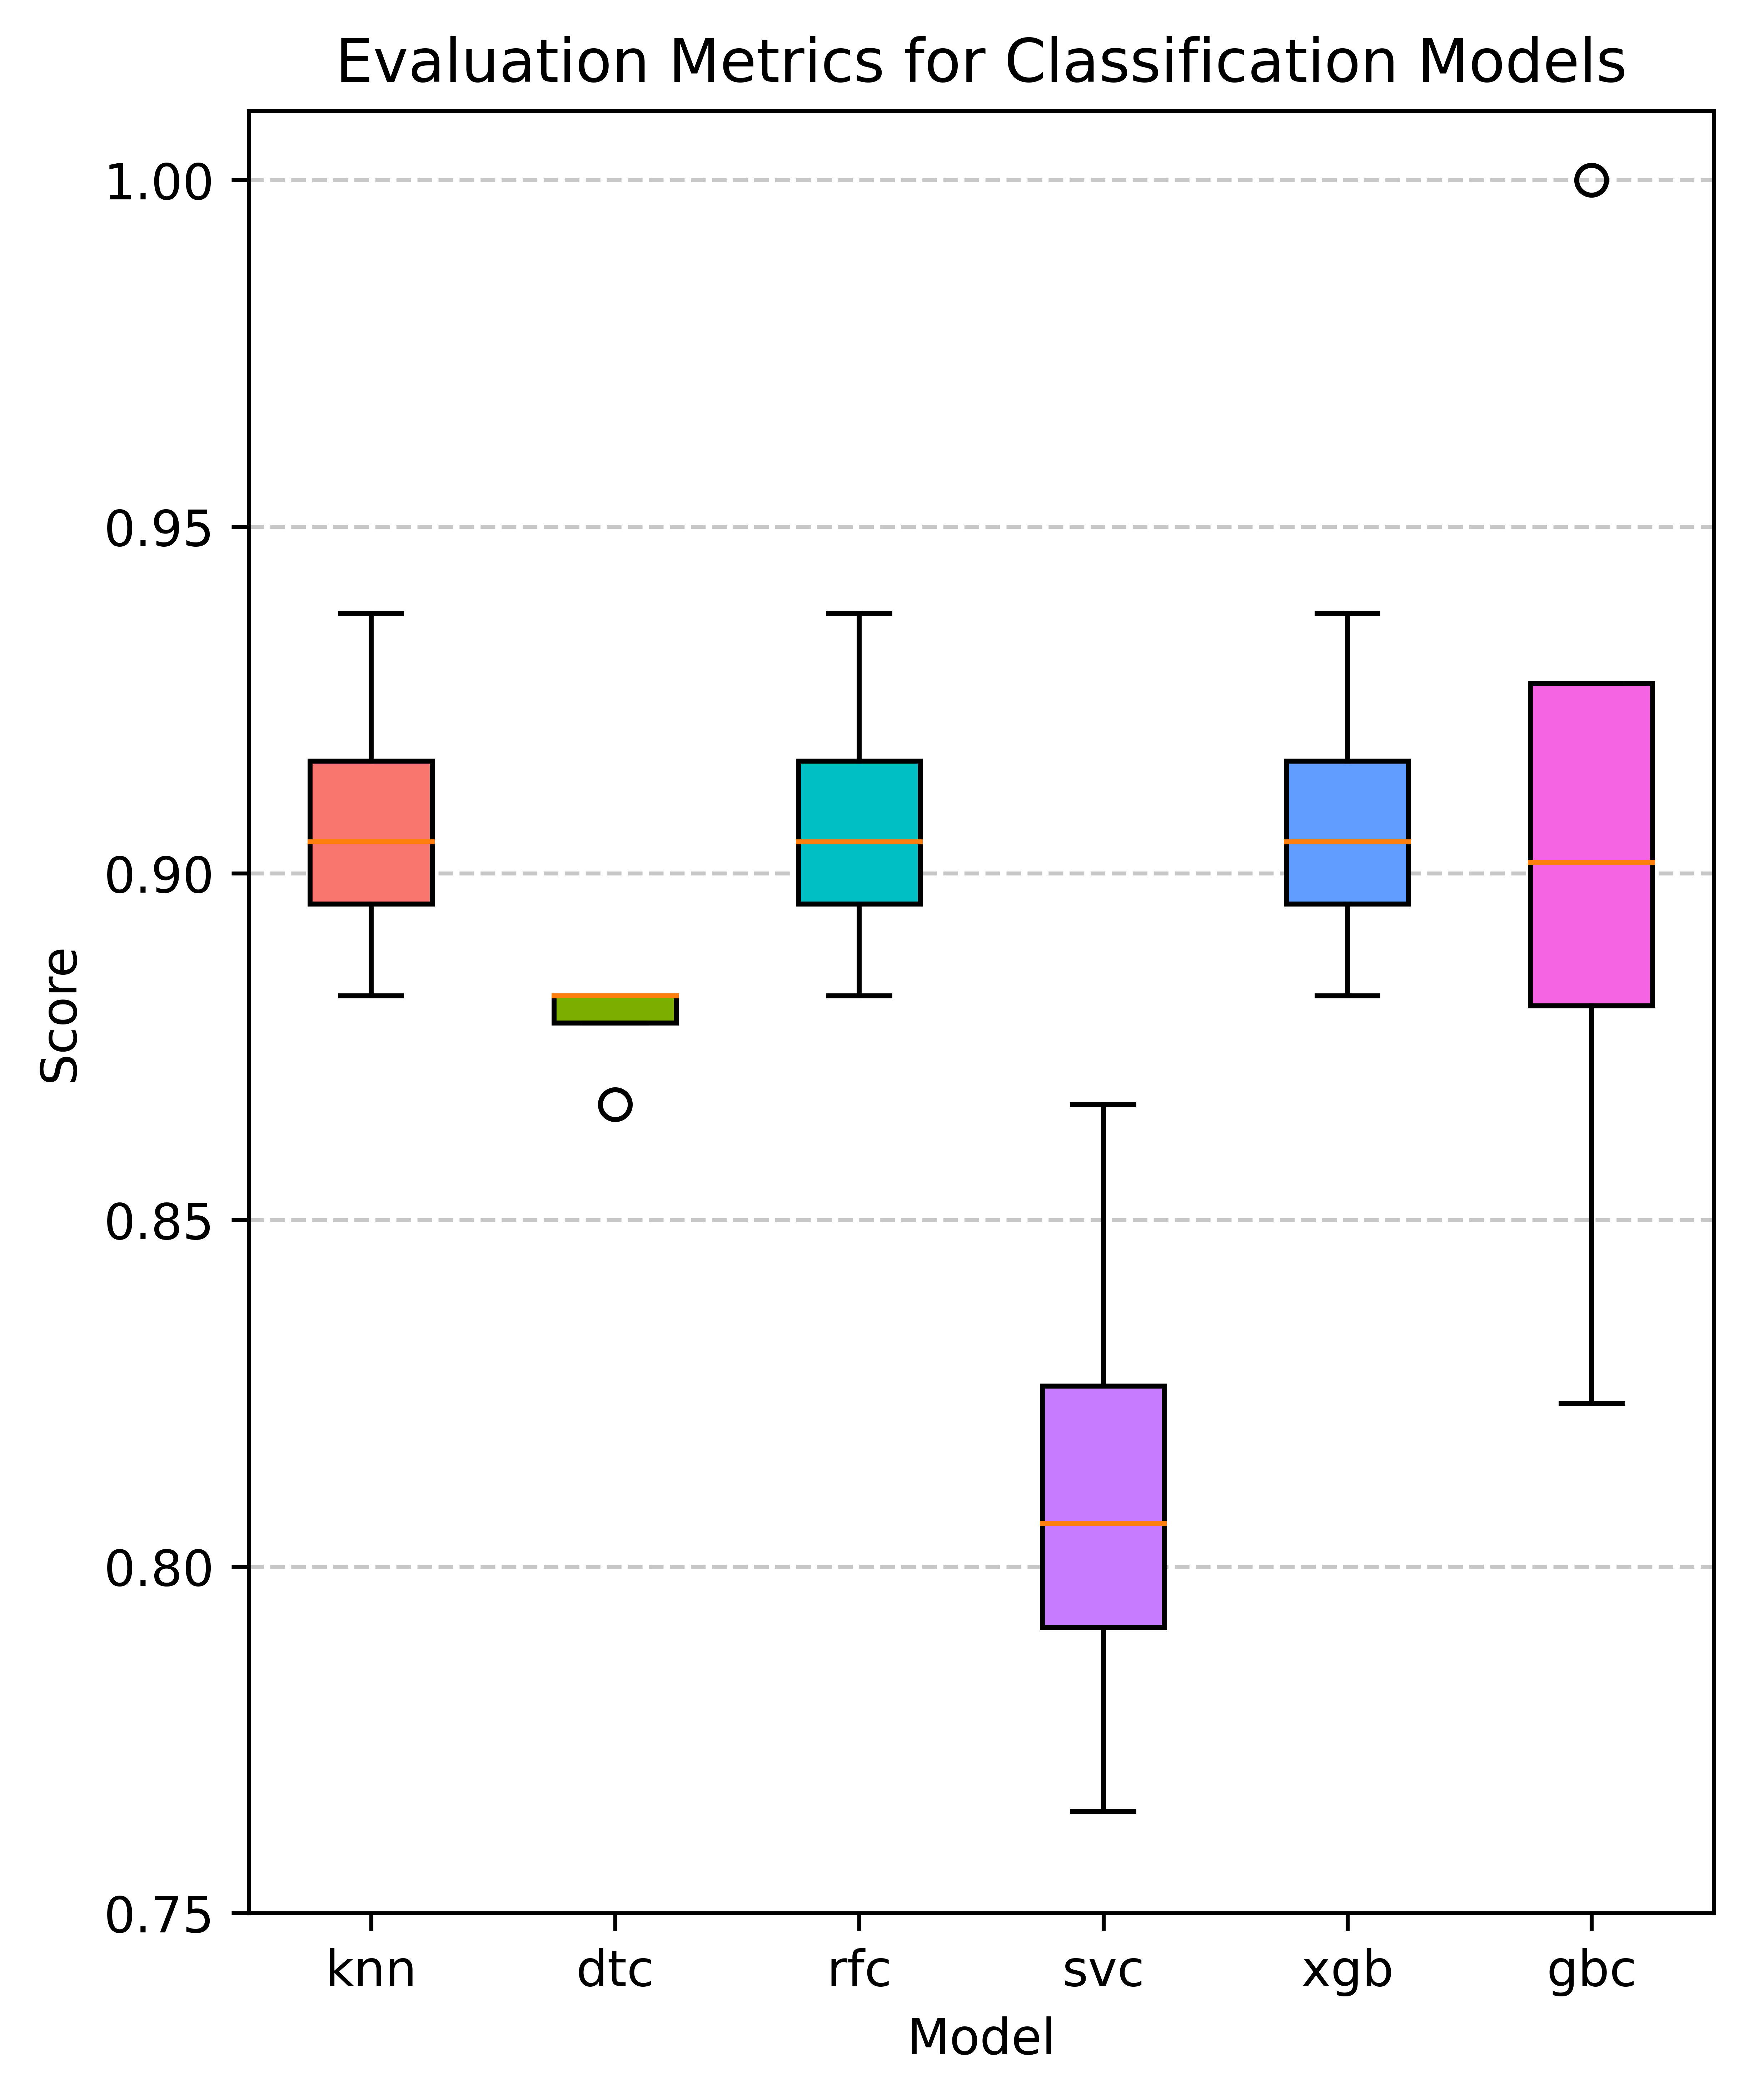 Evaluation Metrics for Classification Models
1.00
0.95
0.90
0.85
0.80
0.75
Score
knn dtc rfc svc xgb gbc
Model